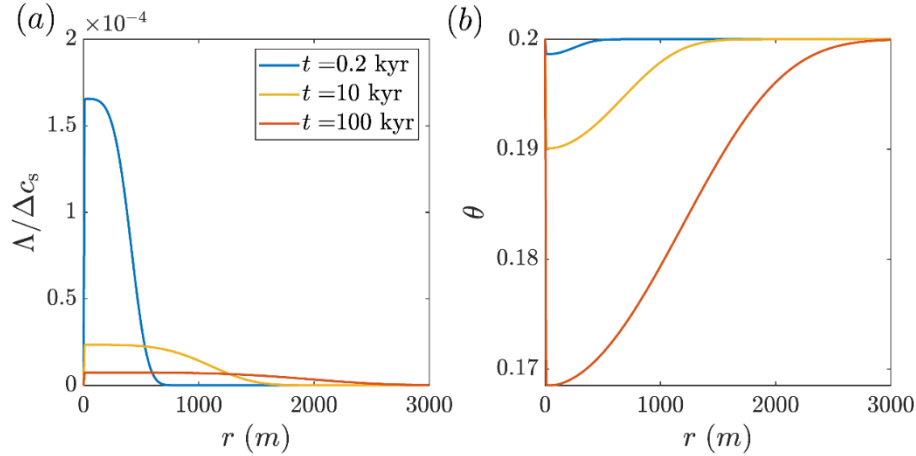 (a)
×10⁻⁴
2
1.5
1
0.5
0
Λ/Δcₛ
t =0.2 kyr
t =10 kyr
t =100 kyr
0 1000 2000 3000
r (m)
(b)
0.2
0.19
0.18
0.17
θ
0 1000 2000 3000
r (m)